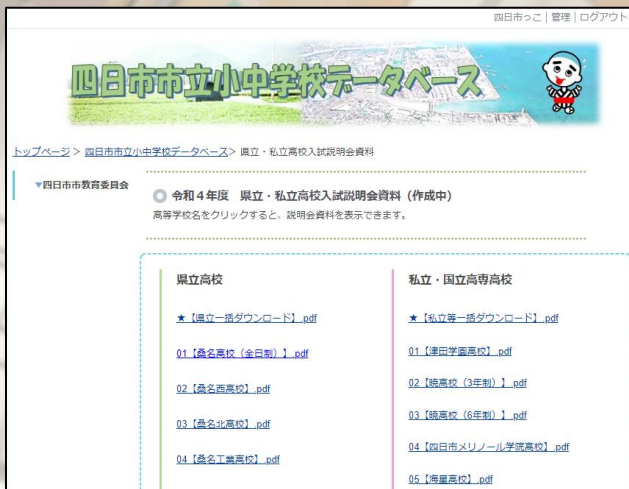 四日市っこ | 管理 | ログアウト
四日市市立小中学校データベース
トップページ > 四日市市立小中学校データベース> 県立・私立高校入試説明会資料
▼四日市市教育委員会
令和4年度 県立・私立高校入試説明会資料（作成中）
高等学校名をクリックすると、説明会資料を表示できます。
県立高校
★【県立一括ダウンロード】.pdf
01【桑名高校（全日制）】.pdf
02【桑名西高校】.pdf
03【桑名北高校】.pdf
04【桑名工業高校】.pdf
私立・国立高専高校
★【私立等一括ダウンロード】.pdf
01【津田学園高校】.pdf
02【暁高校（3年制）】.pdf
03【暁高校（6年制）】.pdf
04【四日市メリノール学院高校】.pdf
05【海星高校】.pdf